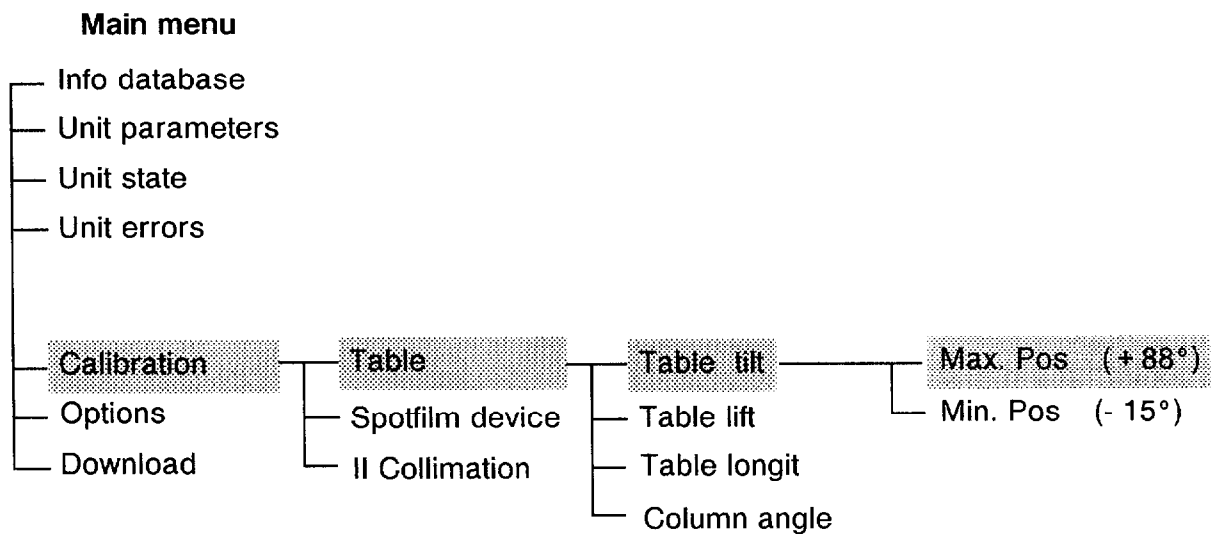 Main menu
Info database
Unit parameters
Unit state
Unit errors
Calibration
Table
Table tilt
Max. Pos (+88°)
Options
Spotfilm device
Table lift
Min. Pos (- 15°)
Download
II Collimation
Table longit
Column angle